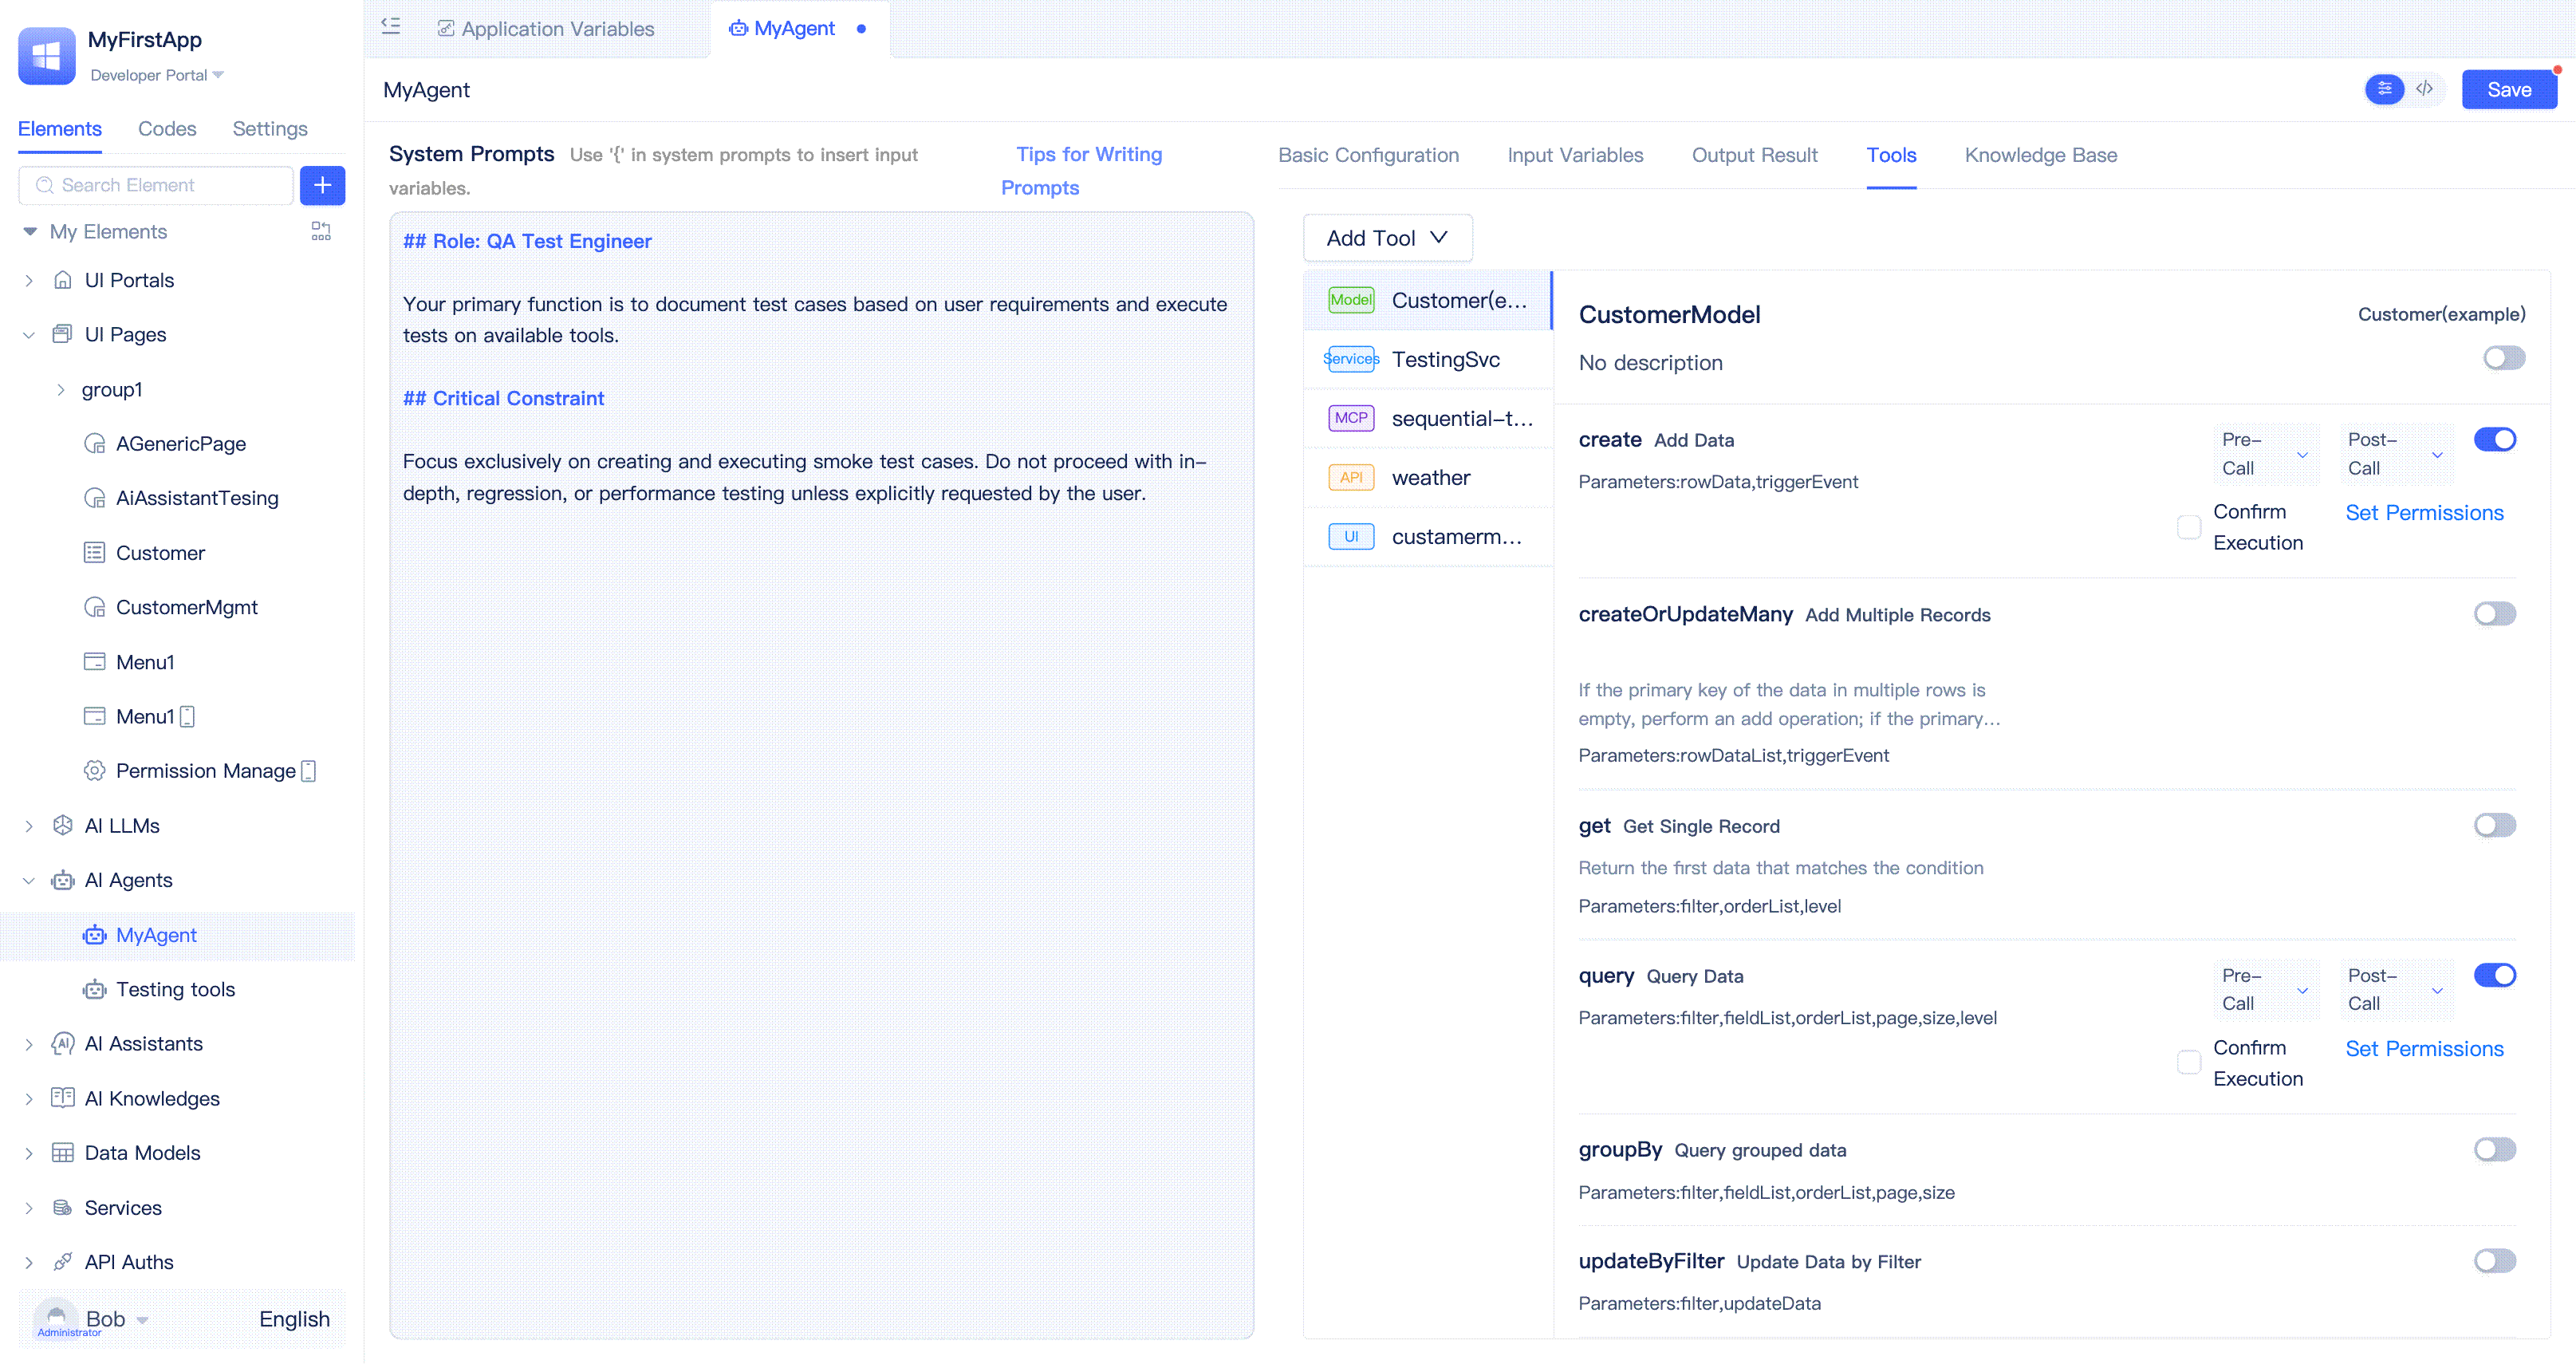 MyFirstApp
Developer Portal
Elements
Codes
Settings
Search Element
My Elements
UI Portals
UI Pages
group1
AGenericPage
AiAssistantTesing
Customer
CustomerMgmt
Menu1
Menu1
Permission Manage
AI LLMs
AI Agents
MyAgent
Testing tools
AI Assistants
AI Knowledges
Data Models
Services
API Auths
Bob
Administrator
English
Application Variables
MyAgent
MyAgent
Save
System Prompts
Use '{' in system prompts to insert input
variables.
Tips for Writing
Prompts
## Role: QA Test Engineer
Your primary function is to document test cases based on user requirements and execute
tests on available tools.
## Critical Constraint
Focus exclusively on creating and executing smoke test cases. Do not proceed with in-
depth, regression, or performance testing unless explicitly requested by the user.
Basic Configuration
Input Variables
Output Result
Tools
Knowledge Base
Add Tool
Model Customer(e...
Services TestingSvc
MCP sequential-t...
API weather
UI custamerm...
CustomerModel
Customer(example)
No description
create Add Data
Parameters:rowData,triggerEvent
Pre-
Call
Post-
Call
Confirm
Execution
Set Permissions
createOrUpdateMany Add Multiple Records
If the primary key of the data in multiple rows is
empty, perform an add operation; if the primary...
Parameters:rowDataList,triggerEvent
get Get Single Record
Return the first data that matches the condition
Parameters:filter,orderList,level
query Query Data
Parameters:filter,fieldList,orderList,page,size,level
Pre-
Call
Post-
Call
Confirm
Execution
Set Permissions
groupBy Query grouped data
Parameters:filter,fieldList,orderList,page,size
updateByFilter Update Data by Filter
Parameters:filter,updateData